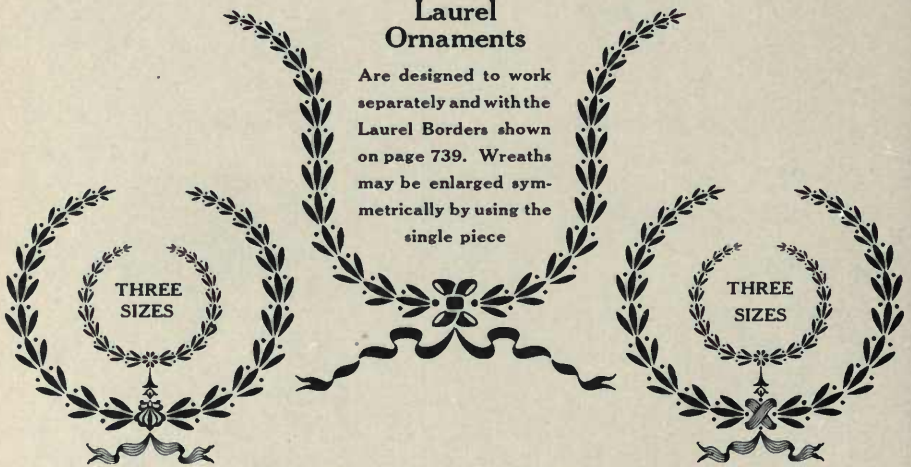 Laurel
Ornaments
Are designed to work
separately and with the
Laurel Borders shown
on page 739. Wreaths
may be enlarged sym-
metrically by using the
single piece
THREE
SIZES
THREE
SIZES